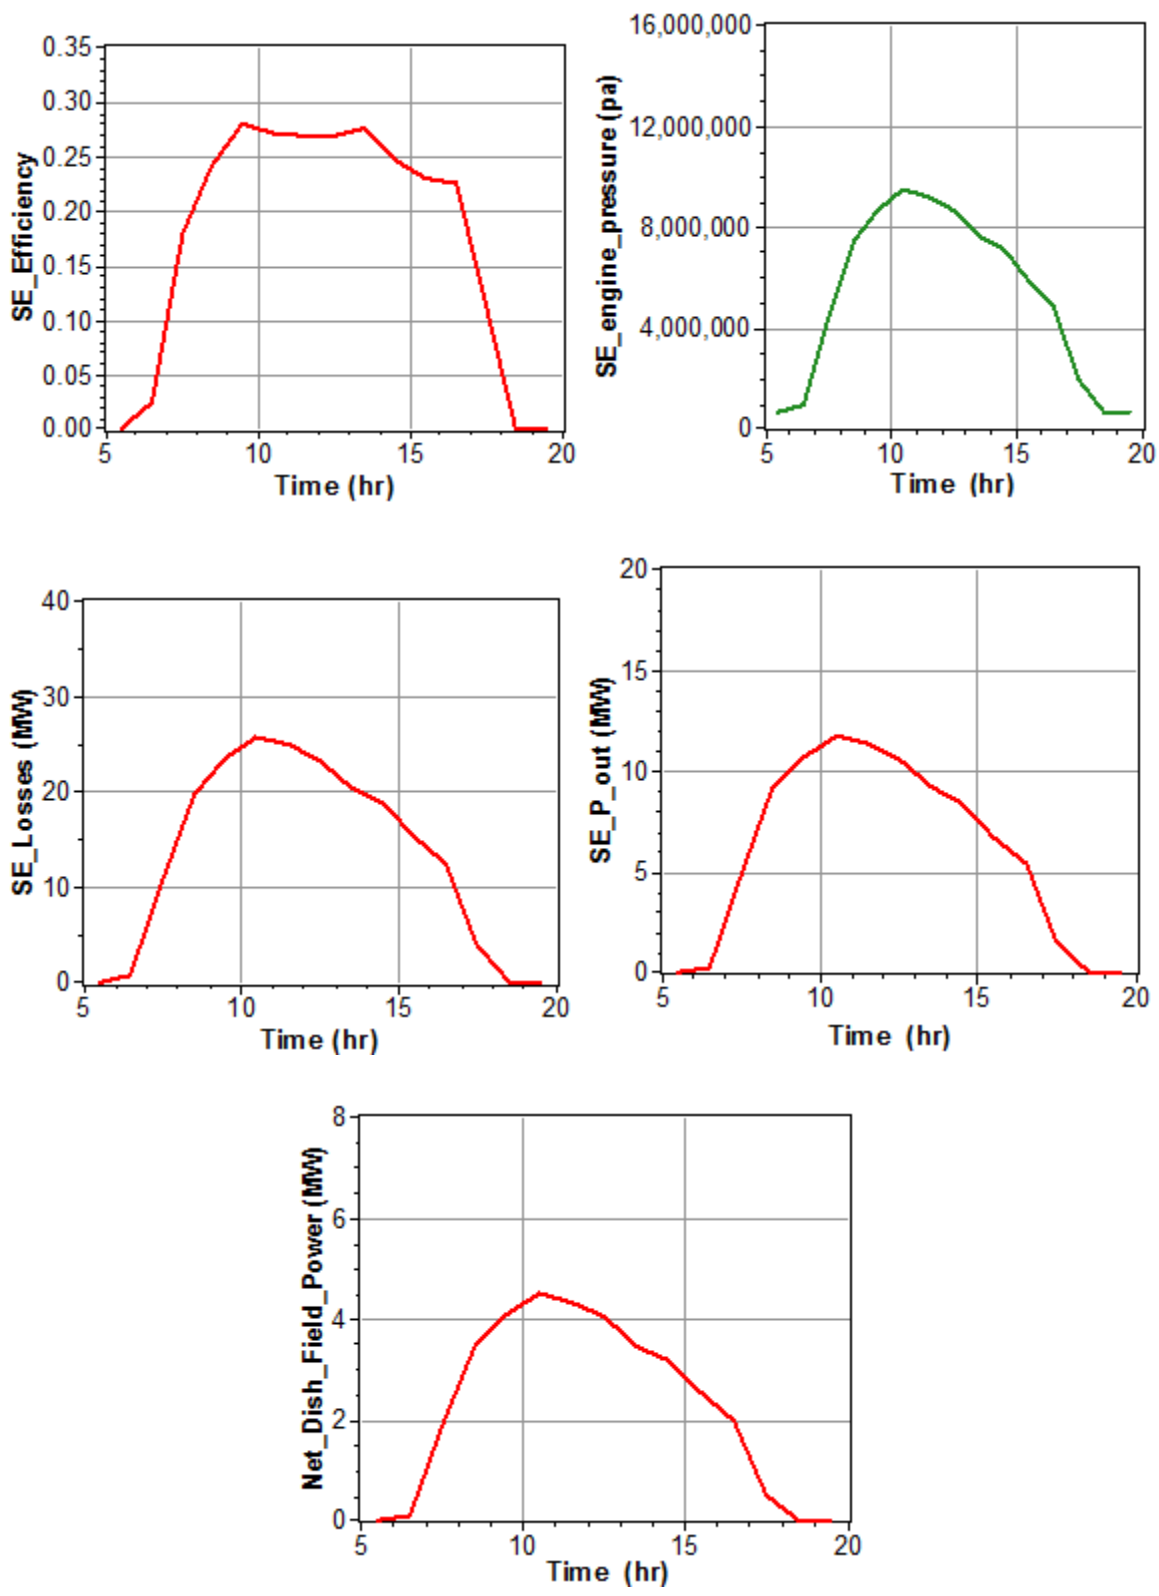 0.35
0.30
0.25
0.20
0.15
0.10
0.05
0.00
SE_Efficiency
5 10 15 20
Time (hr)
16,000,000
12,000,000
8,000,000
4,000,000
0
SE_engine_pressure (pa)
5 10 15 20
Time (hr)
40
30
20
10
0
SE_Losses (MW)
5 10 15 20
Time (hr)
20
15
10
5
0
SE_P_out (MW)
5 10 15 20
Time (hr)
8
6
4
2
0
Net_Dish_Field_Power (MW)
5 10 15 20
Time (hr)